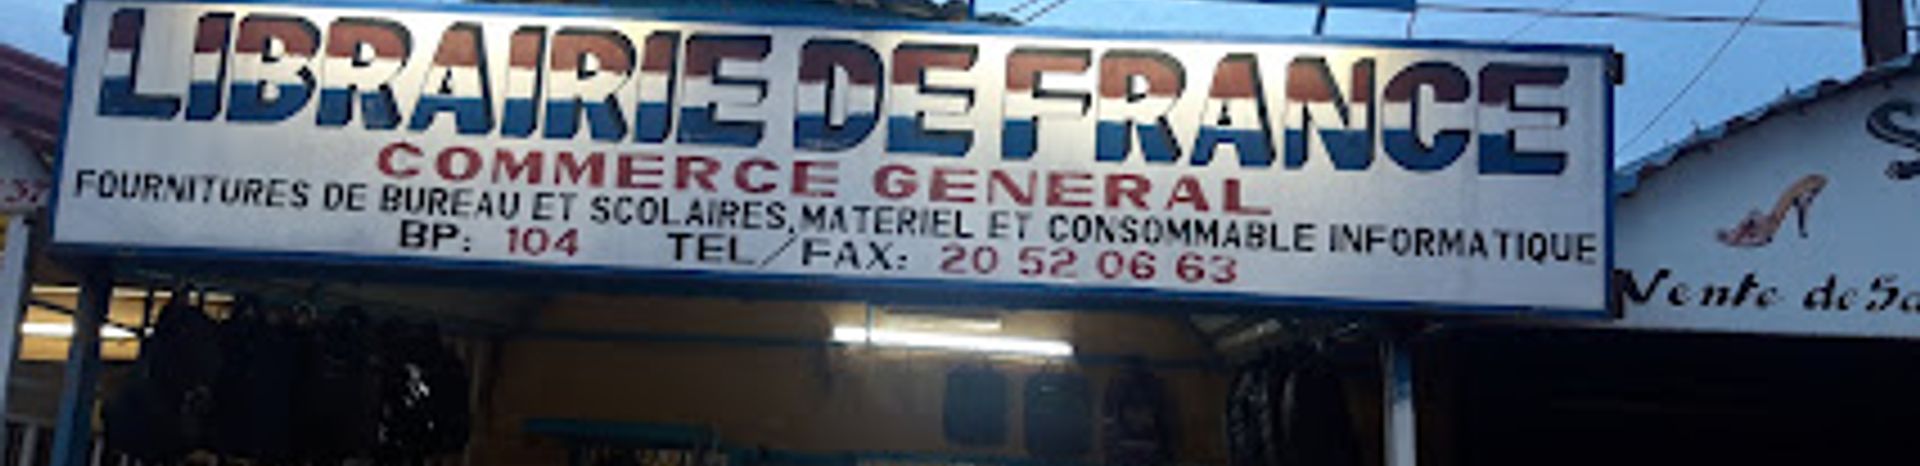 LIBRAIRIE DE FRANCE
COMMERCE GENERAL
FOURNITURES DE BUREAU ET SCOLAIRES, MATERIEL ET CONSOMMABLE INFORMATIQUE
BP: 104 TEL/FAX: 20 52 06 63
Vente de